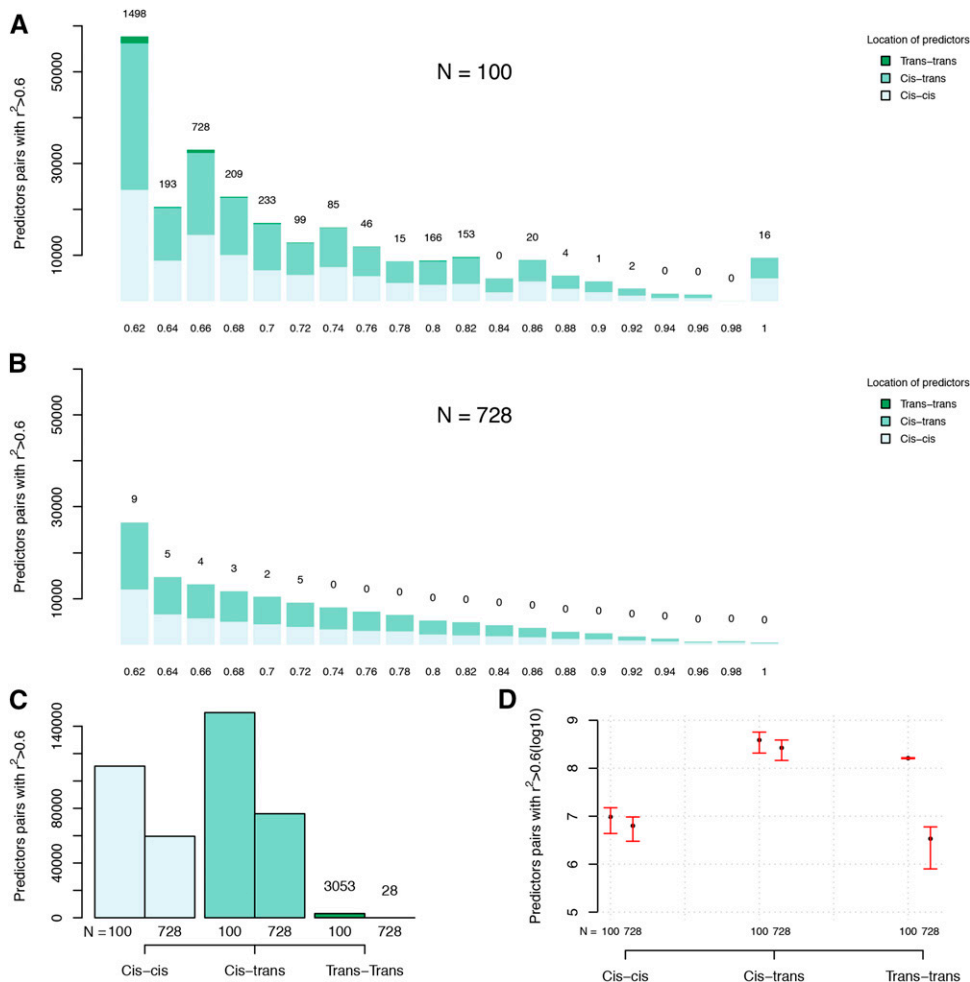 A
Predictors pairs with r²>0.6
50000
30000
10000
N = 100
Location of predictors
Trans−trans
Cis−trans
Cis−cis
1498
193
728
209
233
99
85
46
15
166
153
0
20
4
1
2
0
0
0
16
0.62 0.64 0.66 0.68 0.7 0.72 0.74 0.76 0.78 0.8 0.82 0.84 0.86 0.88 0.9 0.92 0.94 0.96 0.98 1
B
Predictors pairs with r²>0.6
50000
30000
10000
N = 728
Location of predictors
Trans−trans
Cis−trans
Cis−cis
9
5
4
3
2
5
0
0
0
0
0
0
0
0
0
0
0
0
0
0
0.62 0.64 0.66 0.68 0.7 0.72 0.74 0.76 0.78 0.8 0.82 0.84 0.86 0.88 0.9 0.92 0.94 0.96 0.98 1
C
Predictors pairs with r²>0.6
140000
80000
40000
0
3053
28
N = 100 728 100 728 100 728
Cis−cis Cis−trans Trans−Trans
D
Predictors pairs with r²>0.6(log10)
9
8
7
6
5
N = 100 728 100 728 100 728
Cis−cis Cis−trans Trans−trans